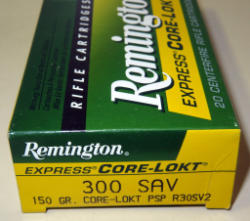 RIFLE CARTRIDGES
Remington
EXPRESS® CORE-LOKT®
20 CENTERFIRE RIFLE CARTRIDGES
Remington®
EXPRESS® CORE-LOKT®
300 SAV
150 GR. CORE-LOKT PSP R30SV2